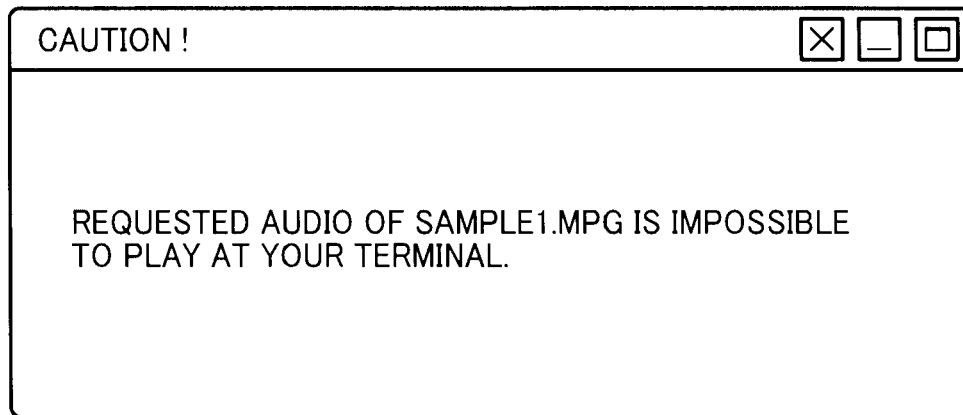 CAUTION !
REQUESTED AUDIO OF SAMPLE1.MPG IS IMPOSSIBLE
TO PLAY AT YOUR TERMINAL.